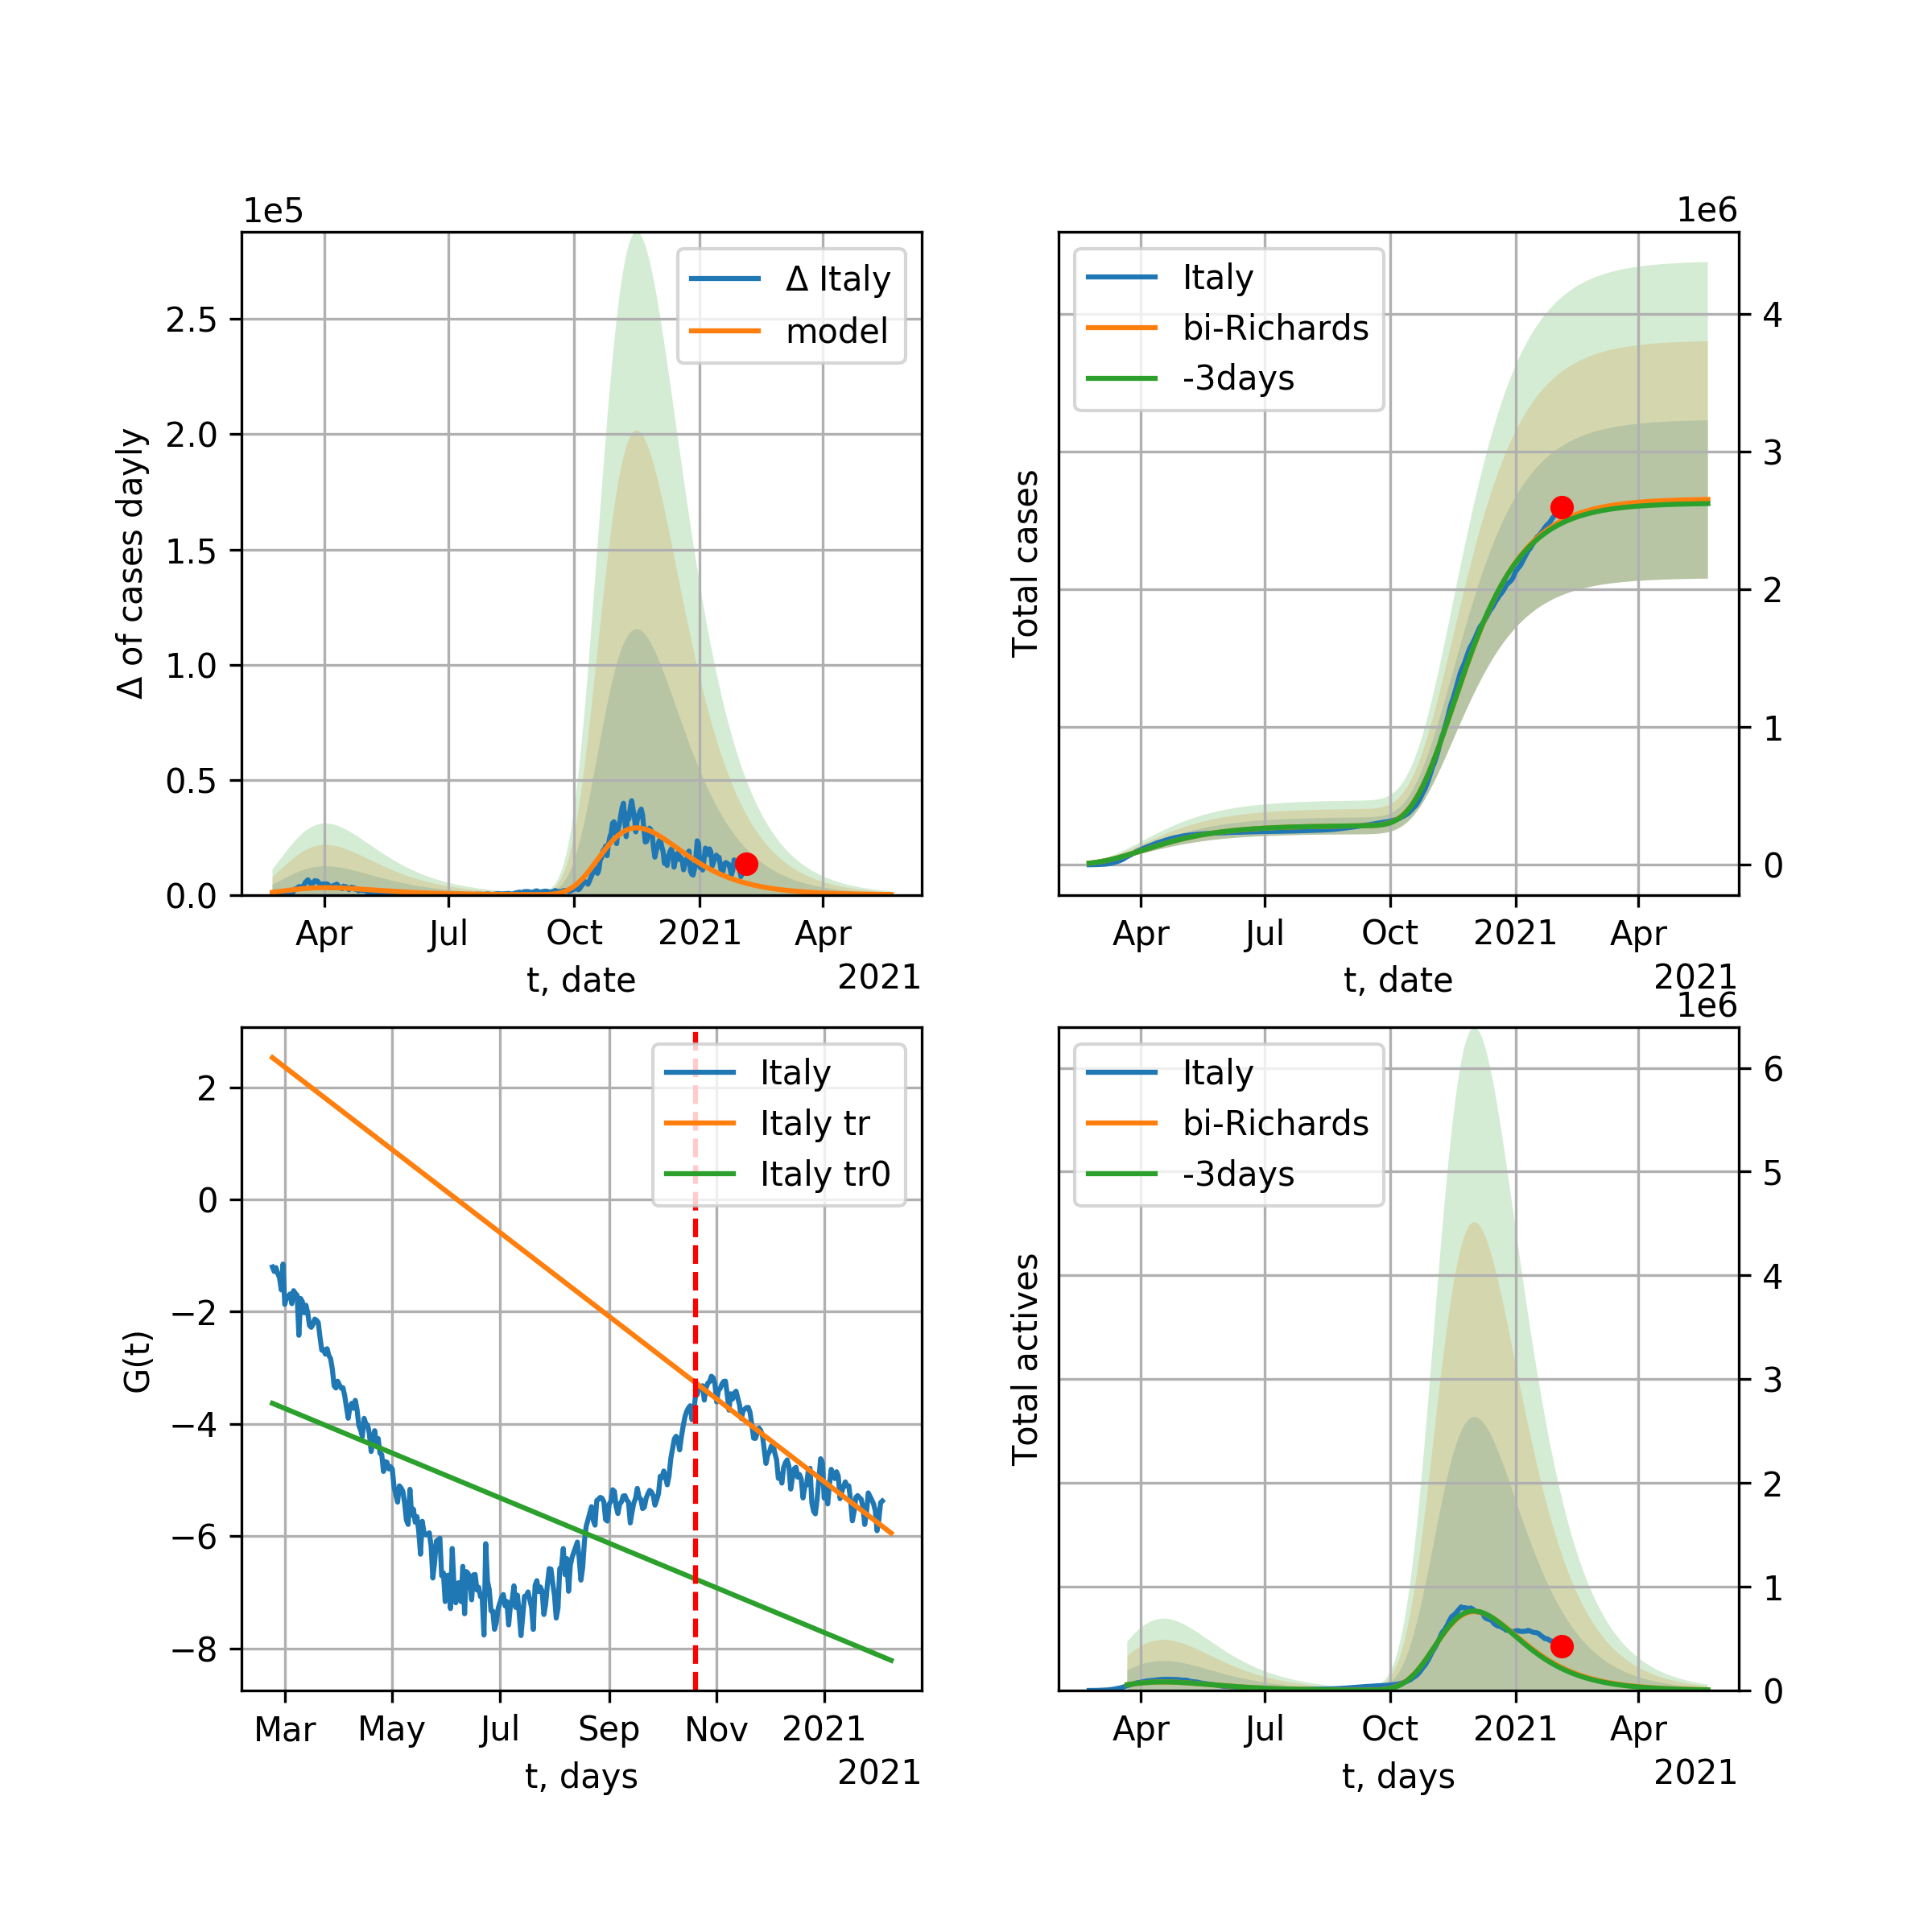 1e5
Δ of cases dayly
2.5
2.0
1.5
1.0
0.5
0.0
Δ Italy
model
Apr Jul Oct 2021 Apr
t, date
2021
1e6
Total cases
Italy
bi-Richards
-3days
4
3
2
1
0
Apr Jul Oct 2021 Apr
t, date
2021
G(t)
2
0
−2
−4
−6
−8
Italy
Italy tr
Italy tr0
Mar May Jul Sep Nov 2021
t, days
2021
1e6
Total actives
Italy
bi-Richards
-3days
6
5
4
3
2
1
0
Apr Jul Oct 2021 Apr
t, days
2021